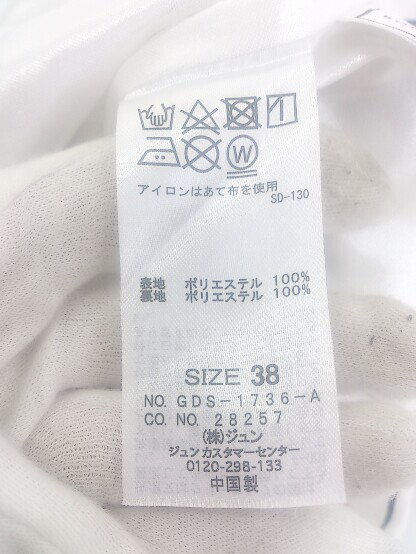 W
アイロンはあて布を使用
SD-130
表地 ポリエステル 100%
裏地 ポリエステル 100%
SIZE 38
NO. GDS-1736-A
CO. NO. 28257
(株)ジュン
ジュンカスタマーセンター
0120-298-133
中国製